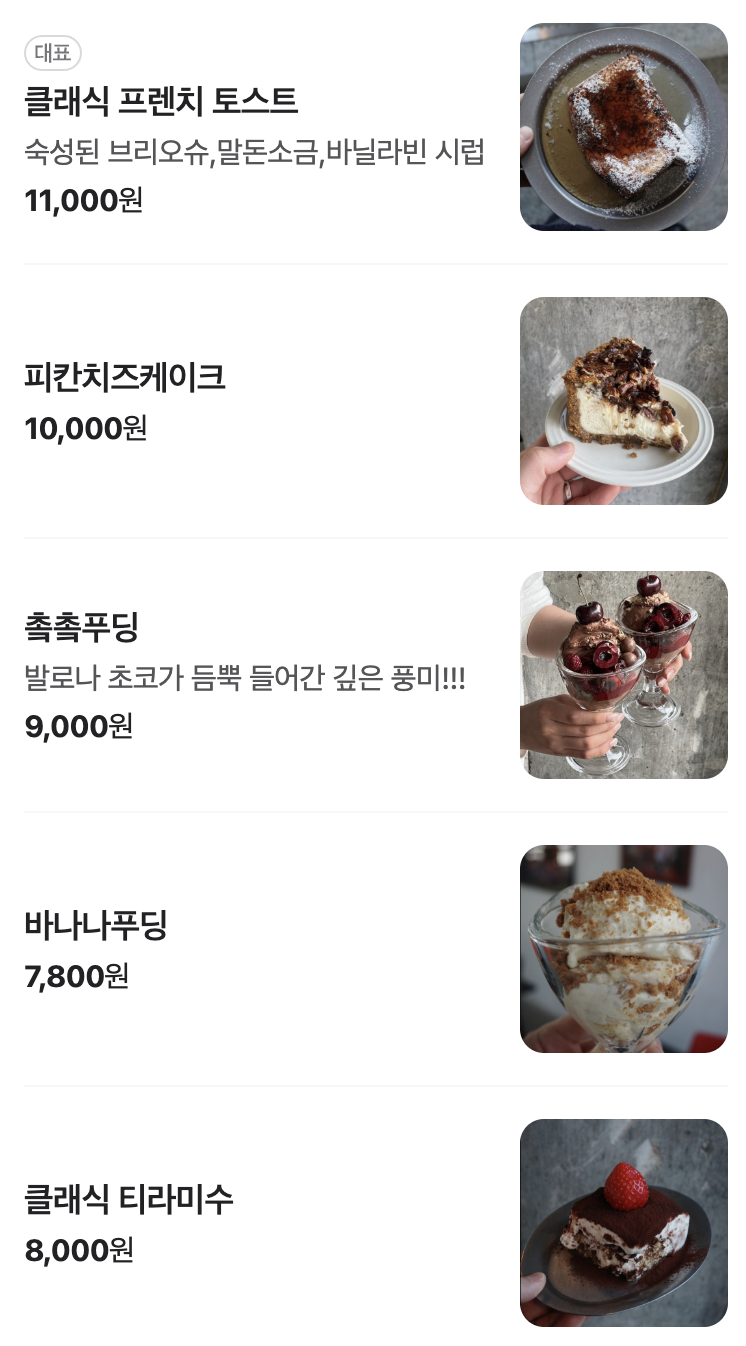 대표
클래식 프렌치 토스트
숙성된 브리오슈,말돈소금,바닐라빈 시럽
11,000원
피칸치즈케이크
10,000원
촠촠푸딩
발로나 초코가 듬뿍 들어간 깊은 풍미!!!
9,000원
바나나푸딩
7,800원
클래식 티라미수
8,000원